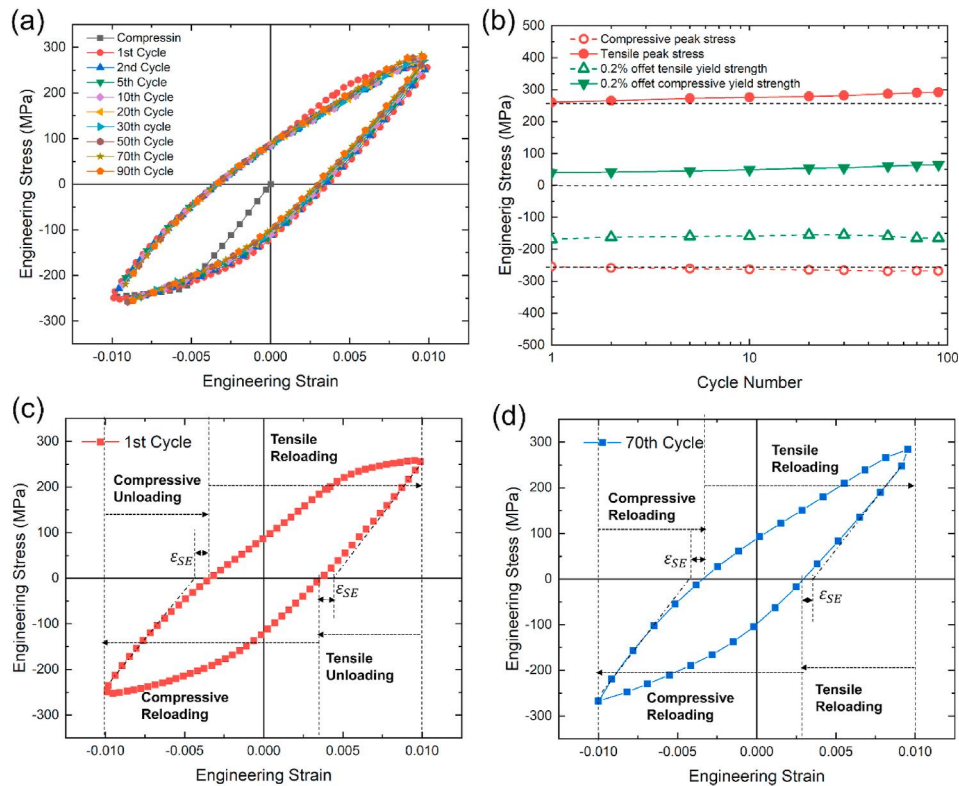 (a)
300
200
100
0
-100
-200
-300
Engineering Stress (MPa)
Compressin
1st Cycle
2nd Cycle
5th Cycle
10th Cycle
20th Cycle
30th cycle
50th Cycle
70th Cycle
90th Cycle
-0.010
-0.005
0.000
0.005
0.010
Engineering Strain
(b)
500
400
300
200
100
0
-100
-200
-300
-400
-500
Engineerig Stress (MPa)
Compressive peak stress
Tensile peak stress
0.2% offet tensile yield strength
0.2% offet compressive yield strength
1
10
100
Cycle Number
(c)
300
200
100
0
-100
-200
-300
Engineering Stess (MPa)
1st Cycle
Tensile
Reloading
Compressive
Unloading
εSE
εSE
Tensile
Unloading
Compressive
Reloading
-0.010
-0.005
0.000
0.005
0.010
Engineering Strain
(d)
300
200
100
0
-100
-200
-300
Engineering Stress (MPa)
70th Cycle
Tensile
Reloading
Compressive
Reloading
εSE
εSE
Compressive
Reloading
Tensile
Reloading
-0.010
-0.005
0.000
0.005
0.010
Engineering Strain